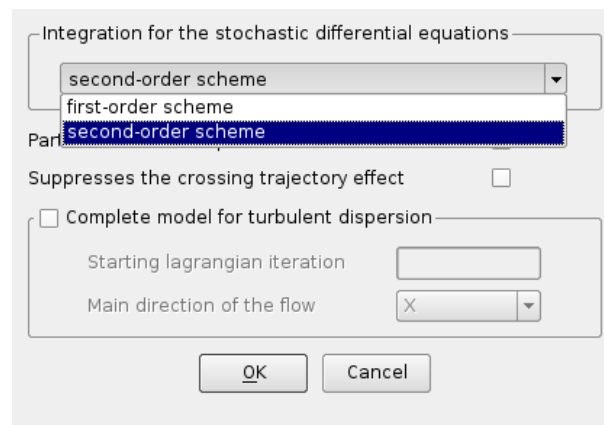 Integration for the stochastic differential equations
second-order scheme
first-order scheme
second-order scheme
Suppresses the crossing trajectory effect
Complete model for turbulent dispersion
Starting lagrangian iteration
Main direction of the flow X
OK Cancel